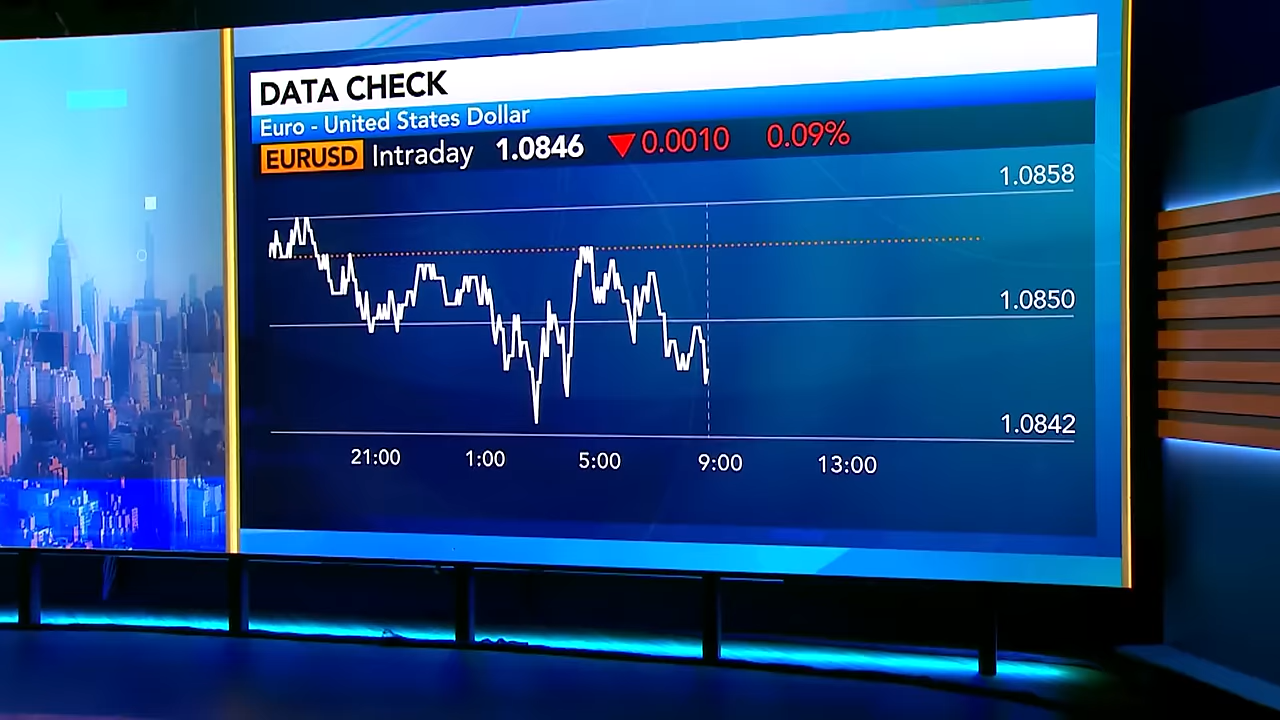 DATA CHECK
Euro - United States Dollar
EURUSD Intraday 1.0846 ▼0.0010 0.09%
1.0858
1.0850
1.0842
21:00 1:00 5:00 9:00 13:00